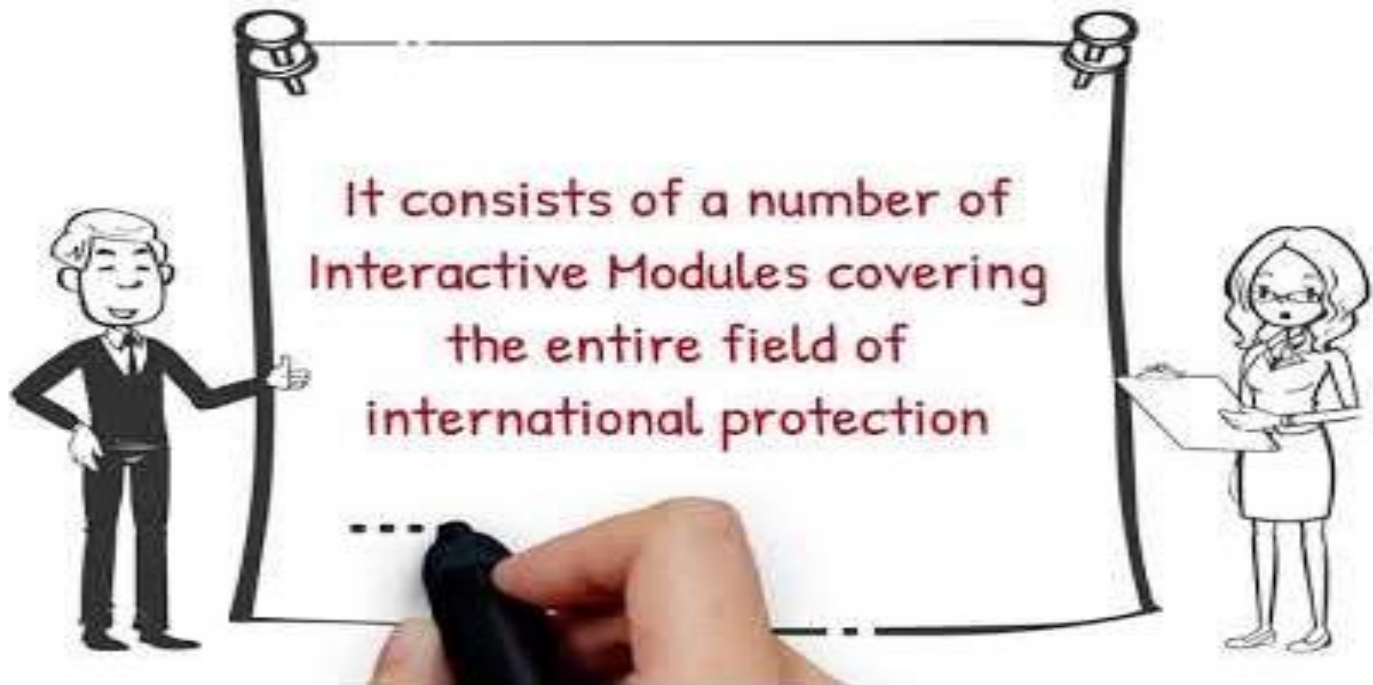 It consists of a number of
Interactive Modules covering
the entire field of
international protection
....